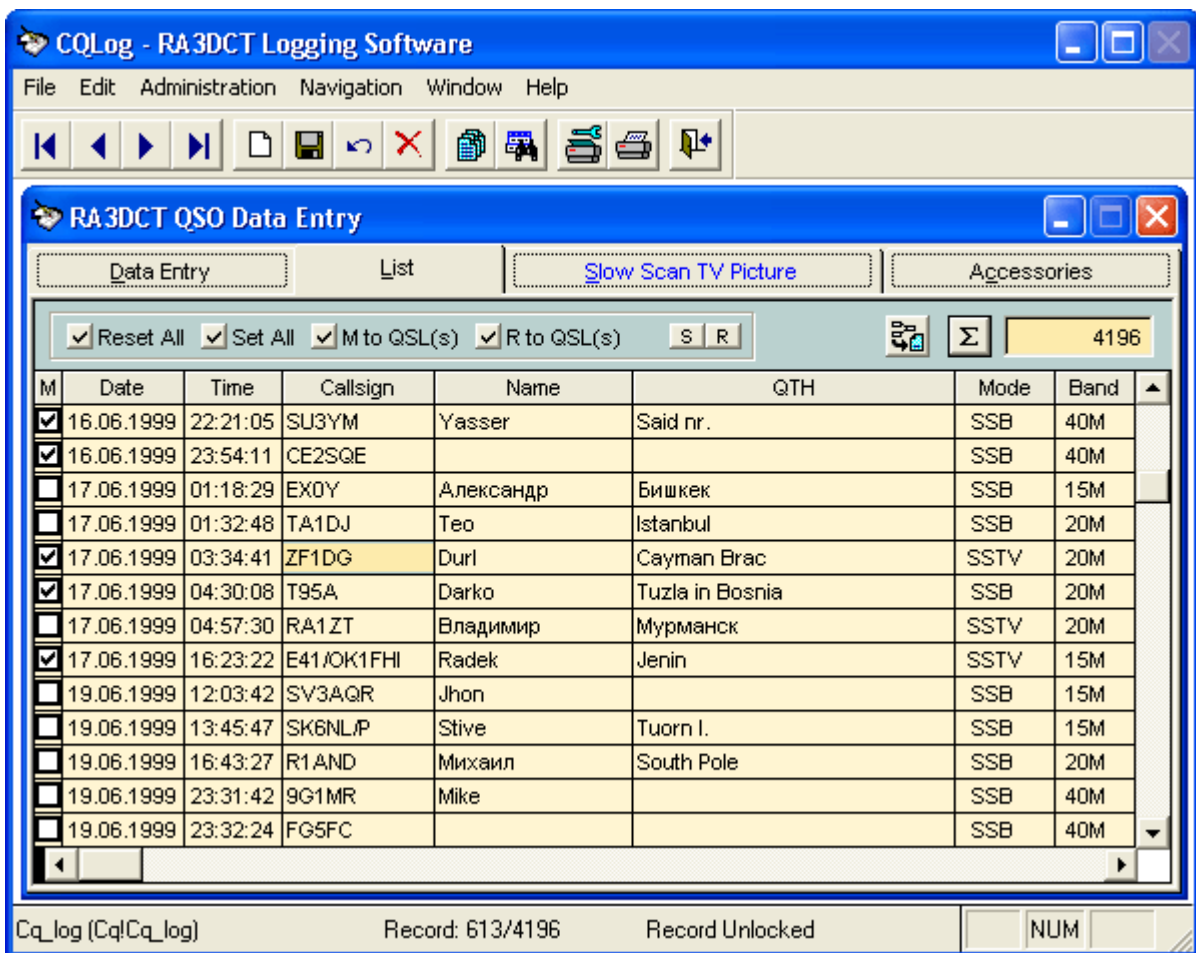 CQLog - RA3DCT Logging Software
File Edit Administration Navigation Window Help
RA3DCT QSO Data Entry
Data Entry List Slow Scan TV Picture Accessories
Reset All Set All M to QSL(s) R to QSL(s) S R Σ 4196
M Date Time Callsign Name QTH Mode Band
16.06.1999 22:21:05 SU3YM Yasser Said nr. SSB 40M
16.06.1999 23:54:11 CE2SQE SSB 40M
17.06.1999 01:18:29 EX0Y Александр Бишкек SSB 15M
17.06.1999 01:32:48 TA1DJ Teo Istanbul SSB 20M
17.06.1999 03:34:41 ZF1DG Durl Cayman Brac SSTV 20M
17.06.1999 04:30:08 T95A Darko Tuzla in Bosnia SSB 20M
17.06.1999 04:57:30 RA1ZT Владимир Мурманск SSTV 20M
17.06.1999 16:23:22 E41/OK1FHI Radek Jenin SSTV 15M
19.06.1999 12:03:42 SV3AQR Jhon SSB 15M
19.06.1999 13:45:47 SK6NL/P Stive Tuorn I. SSB 15M
19.06.1999 16:43:27 R1AND Михаил South Pole SSB 20M
19.06.1999 23:31:42 9G1MR Mike SSB 40M
19.06.1999 23:32:24 FG5FC SSB 40M
Cq_log (Cq!Cq_log) Record: 613/4196 Record Unlocked NUM